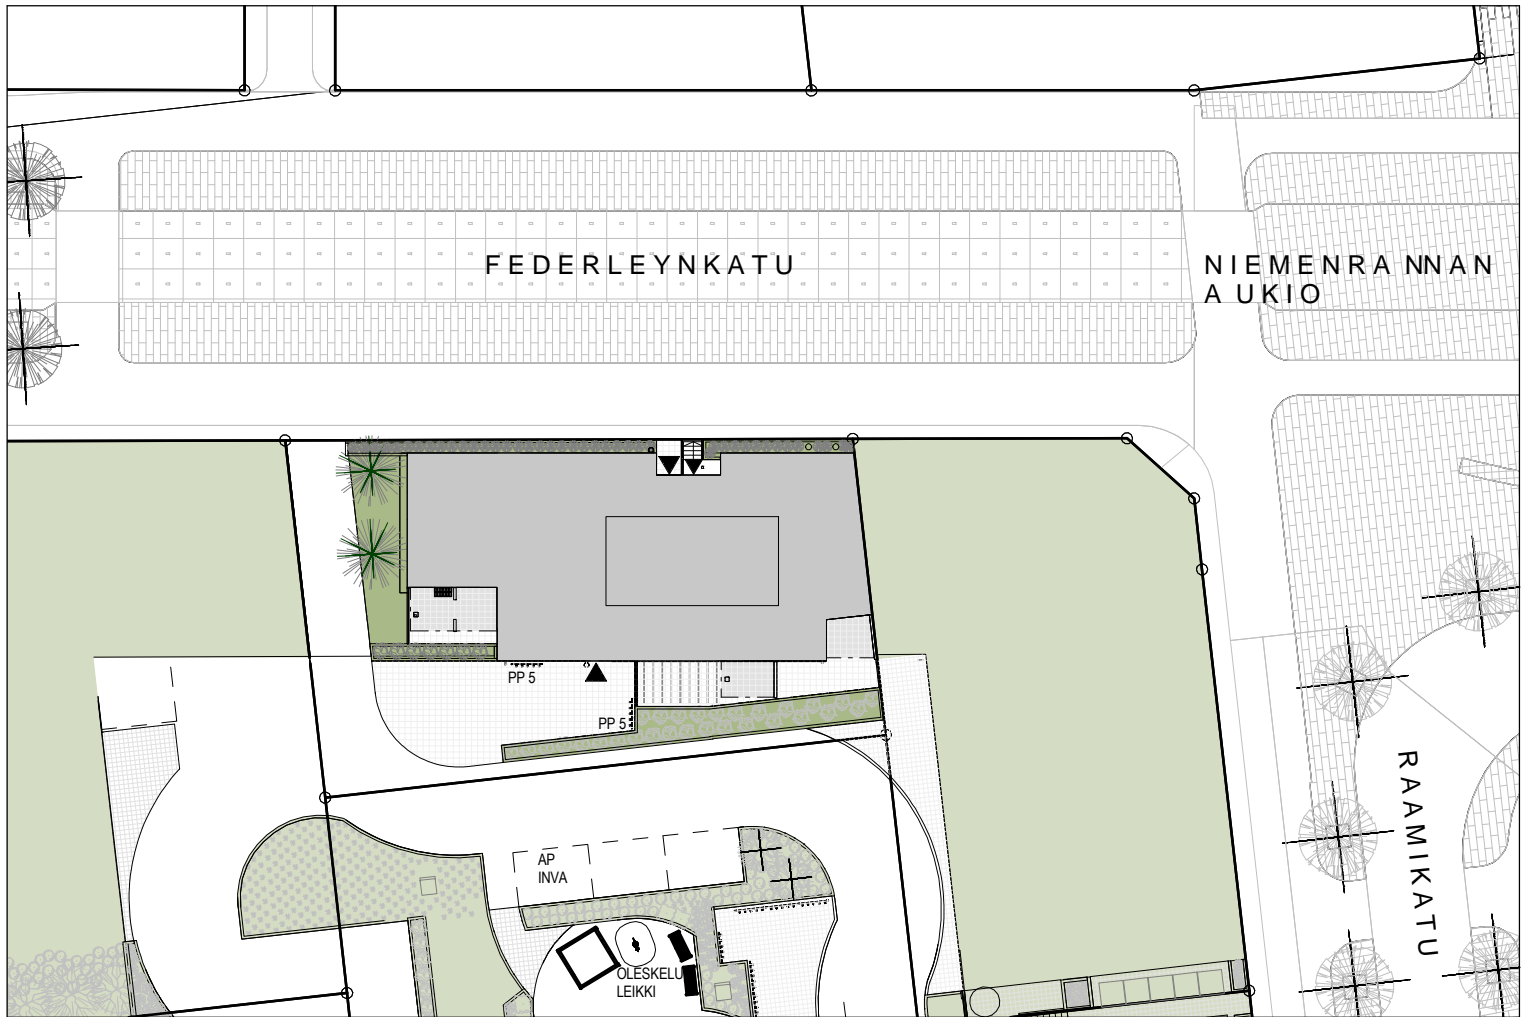 FEDERLEYNKATU
NIEMENRANNAN
AUKIO
PP 5
PP 5
RAAMIKATU
AP
INVA
OLESKELU
LEIKKI